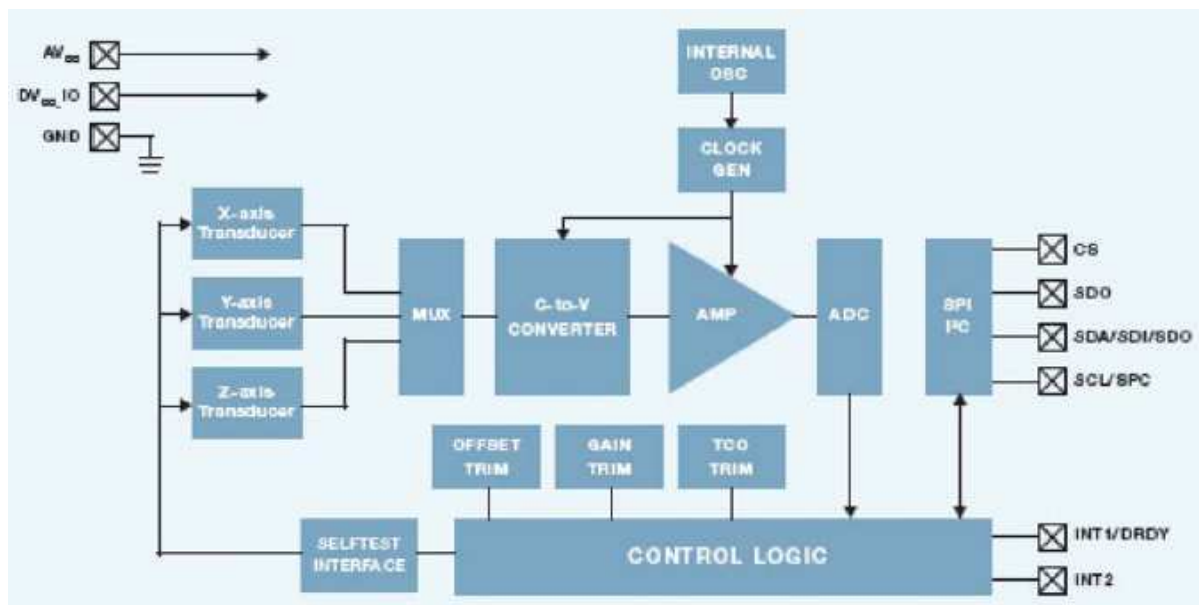 AVDD
DVDD_IO
GND
INTERNAL
OSC
CLOCK
GEN
X-axis
Transducer
Y-axis
Transducer
Z-axis
Transducer
MUX
C-to-V
CONVERTER
AMP
ADC
SPI
I²C
CS
SDO
SDA/SDI/SDO
SCL/SPC
OFFSET
TRIM
GAIN
TRIM
TCO
TRIM
SELFTEST
INTERFACE
CONTROL LOGIC
INT1/DRDY
INT2